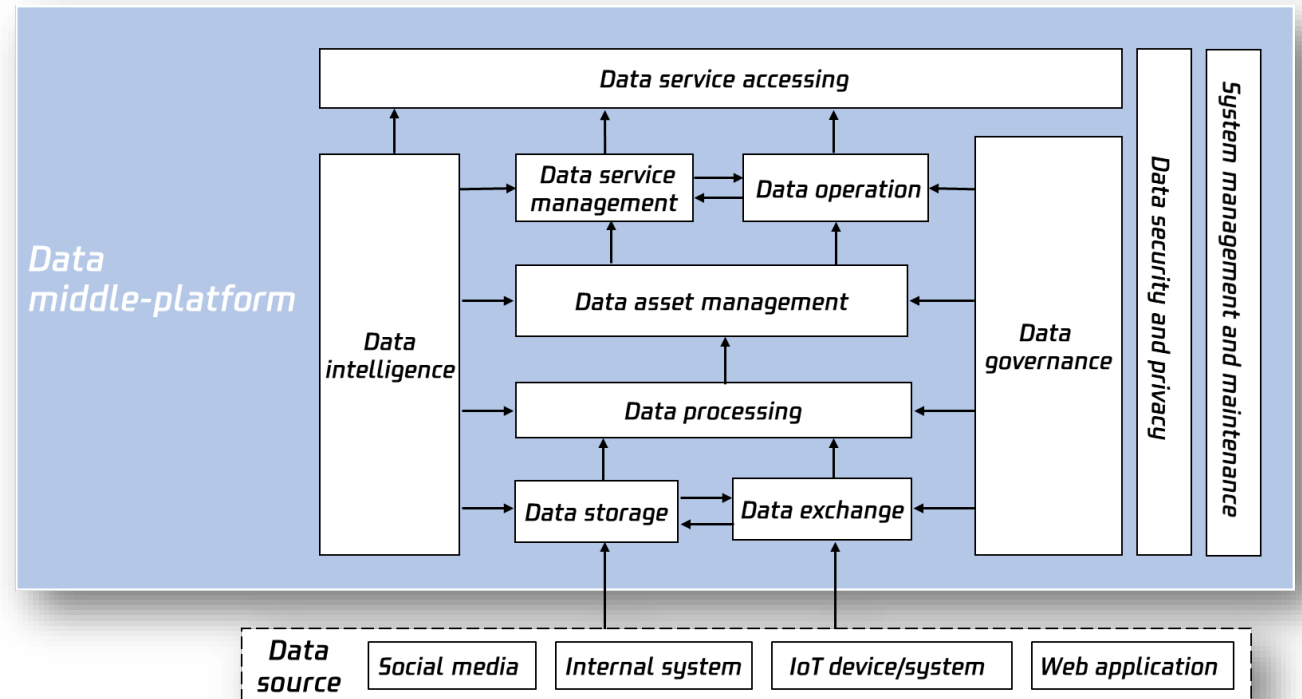 Data service accessing
Data service
management
Data operation
Data
middle-platform
Data asset management
Data
intelligence
Data
governance
Data processing
Data storage
Data exchange
Data security and privacy
System management and maintenance
Data
source
Social media
Internal system
IoT device/system
Web application